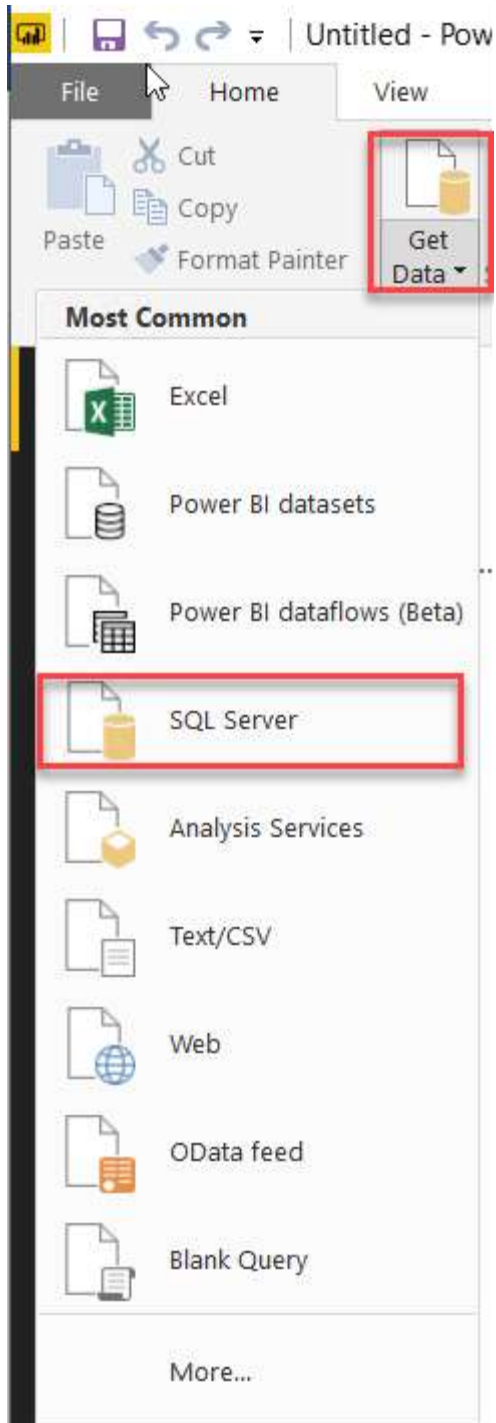 Untitled - Pow
File Home View
Cut
Copy
Paste
Format Painter
Get
Data
Most Common
Excel
Power BI datasets
Power BI dataflows (Beta)
SQL Server
Analysis Services
Text/CSV
Web
OData feed
Blank Query
More...